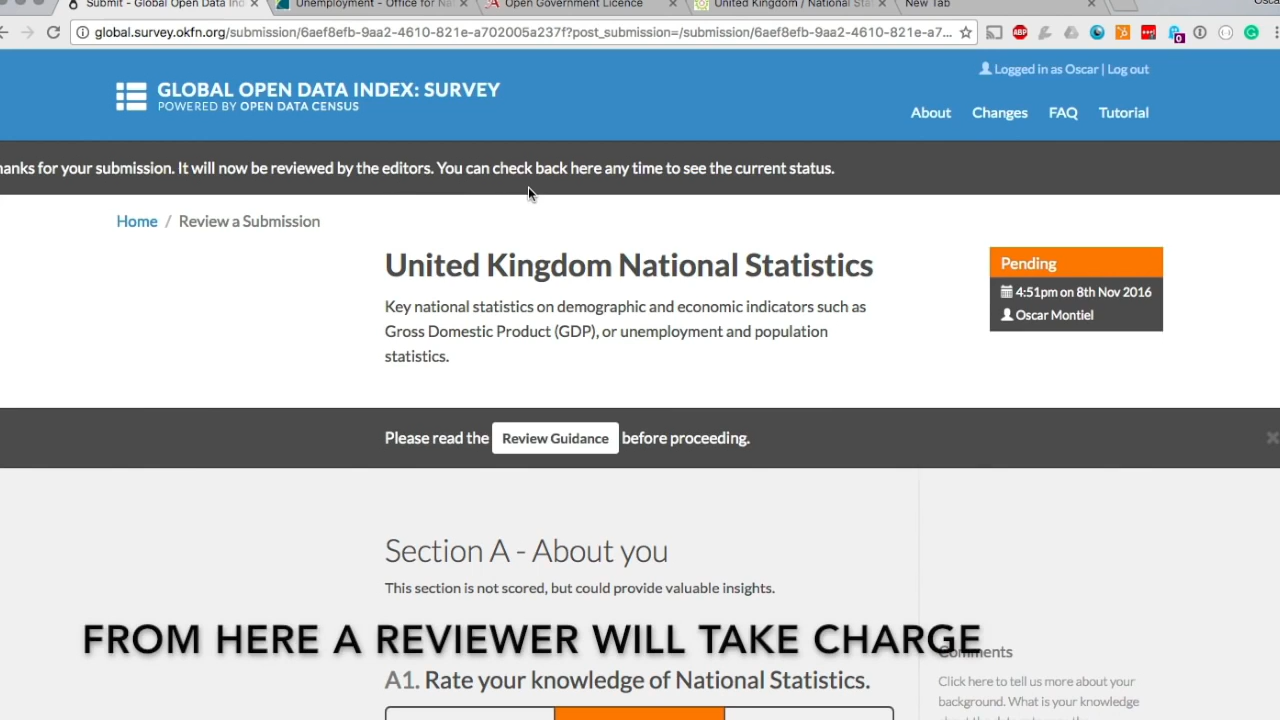 Submit - Global Open Data Ind
Unemployment - Office for Na
Open Government Licence
United Kingdom / National Sta
New Tab
Oscar
global.survey.okfn.org/submission/6aef8efb-9aa2-4610-821e-a702005a237f?post_submission=/submission/6aef8efb-9aa2-4610-821e-a7...
ABP
0
Logged in as Oscar | Log out
GLOBAL OPEN DATA INDEX: SURVEY
POWERED BY OPEN DATA CENSUS
About Changes FAQ Tutorial
hanks for your submission. It will now be reviewed by the editors. You can check back here any time to see the current status.
Home / Review a Submission
United Kingdom National Statistics
Key national statistics on demographic and economic indicators such as
Gross Domestic Product (GDP), or unemployment and population
statistics.
Pending
4:51pm on 8th Nov 2016
Oscar Montiel
Please read the Review Guidance before proceeding.
Section A - About you
This section is not scored, but could provide valuable insights.
FROM HERE A REVIEWER WILL TAKE CHARGE
Comments
A1. Rate your knowledge of National Statistics.
Click here to tell us more about your
background. What is your knowledge